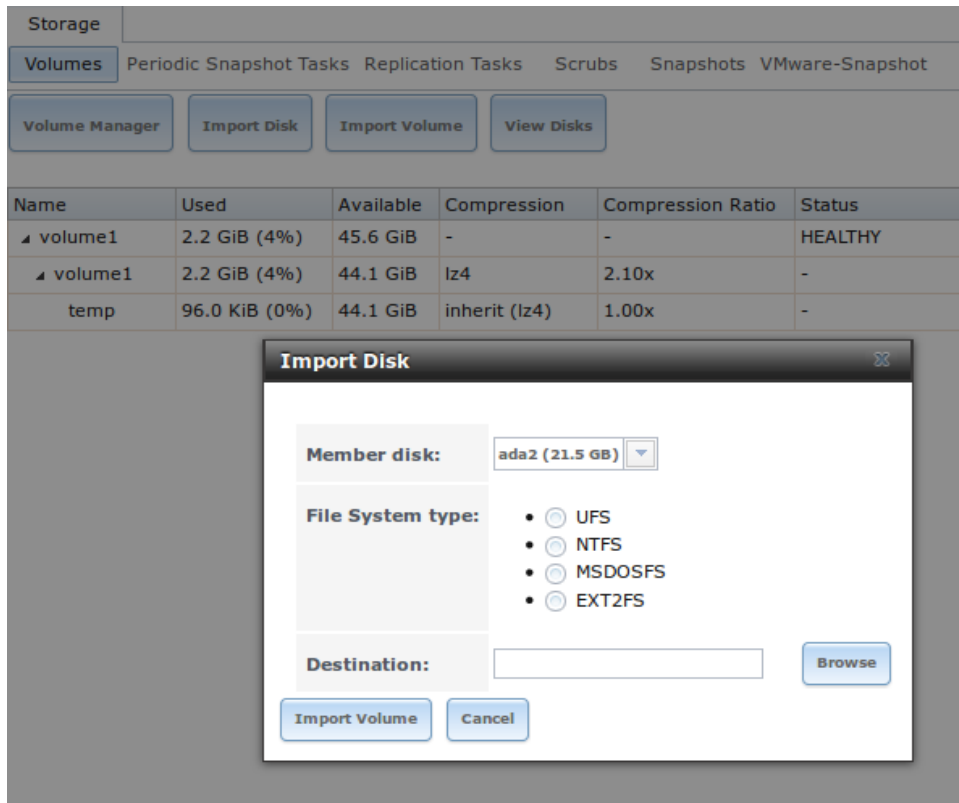 Storage
Volumes Periodic Snapshot Tasks Replication Tasks Scrubs Snapshots VMware-Snapshot
Volume Manager Import Disk Import Volume View Disks
Name Used Available Compression Compression Ratio Status
volume1 2.2 GiB (4%) 45.6 GiB - - HEALTHY
volume1 2.2 GiB (4%) 44.1 GiB lz4 2.10x -
temp 96.0 KiB (0%) 44.1 GiB inherit (lz4) 1.00x -
Import Disk
Member disk: ada2 (21.5 GB)
File System type:
• UFS
• NTFS
• MSDOSFS
• EXT2FS
Destination: Browse
Import Volume Cancel